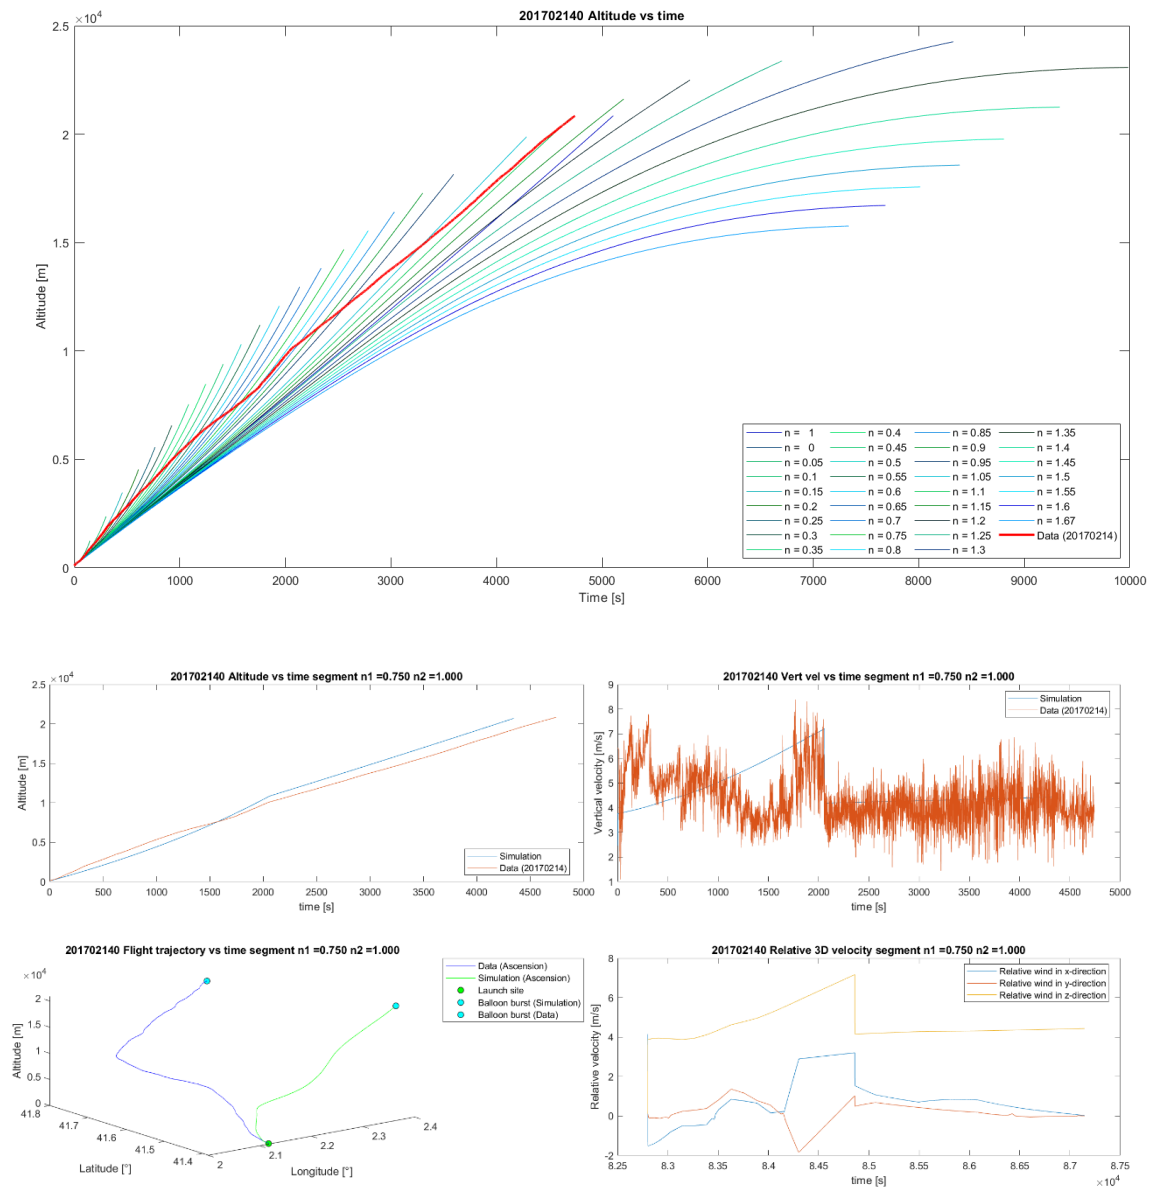 201702140 Altitude vs time
×10⁴
2.5
2
1.5
1
0.5
0
Altitude [m]
0 1000 2000 3000 4000 5000 6000 7000 8000 9000 10000
Time [s]
n = 1 n = 0.4 n = 0.85 n = 1.35
n = 0 n = 0.45 n = 0.9 n = 1.4
n = 0.05 n = 0.5 n = 0.95 n = 1.45
n = 0.1 n = 0.55 n = 1.05 n = 1.5
n = 0.15 n = 0.6 n = 1.1 n = 1.55
n = 0.2 n = 0.65 n = 1.15 n = 1.6
n = 0.25 n = 0.7 n = 1.2 n = 1.67
n = 0.3 n = 0.75 n = 1.25 Data (20170214)
n = 0.35 n = 0.8 n = 1.3
201702140 Altitude vs time segment n1 =0.750 n2 =1.000
×10⁴
2.5
2
1.5
1
0.5
0
Altitude [m]
0 500 1000 1500 2000 2500 3000 3500 4000 4500 5000
time [s]
Simulation
Data (20170214)
201702140 Vert vel vs time segment n1 =0.750 n2 =1.000
9
8
7
6
5
4
3
2
1
Vertical velocity [m/s]
0 500 1000 1500 2000 2500 3000 3500 4000 4500 5000
time [s]
Simulation
Data (20170214)
201702140 Flight trajectory vs time segment n1 =0.750 n2 =1.000
×10⁴
2
1.5
1
0.5
0
Altitude [m]
41.8
41.7
41.6
41.5
41.4
Latitude [°]
2
2.1
2.2
2.3
2.4
Longitude [°]
Data (Ascension)
Simulation (Ascension)
Launch site
Balloon burst (Simulation)
Balloon burst (Data)
201702140 Relative 3D velocity segment n1 =0.750 n2 =1.000
8
6
4
2
0
-2
Relative velocity [m/s]
8.25 8.3 8.35 8.4 8.45 8.5 8.55 8.6 8.65 8.7 8.75
time [s]
×10⁴
Relative wind in x-direction
Relative wind in y-direction
Relative wind in z-direction